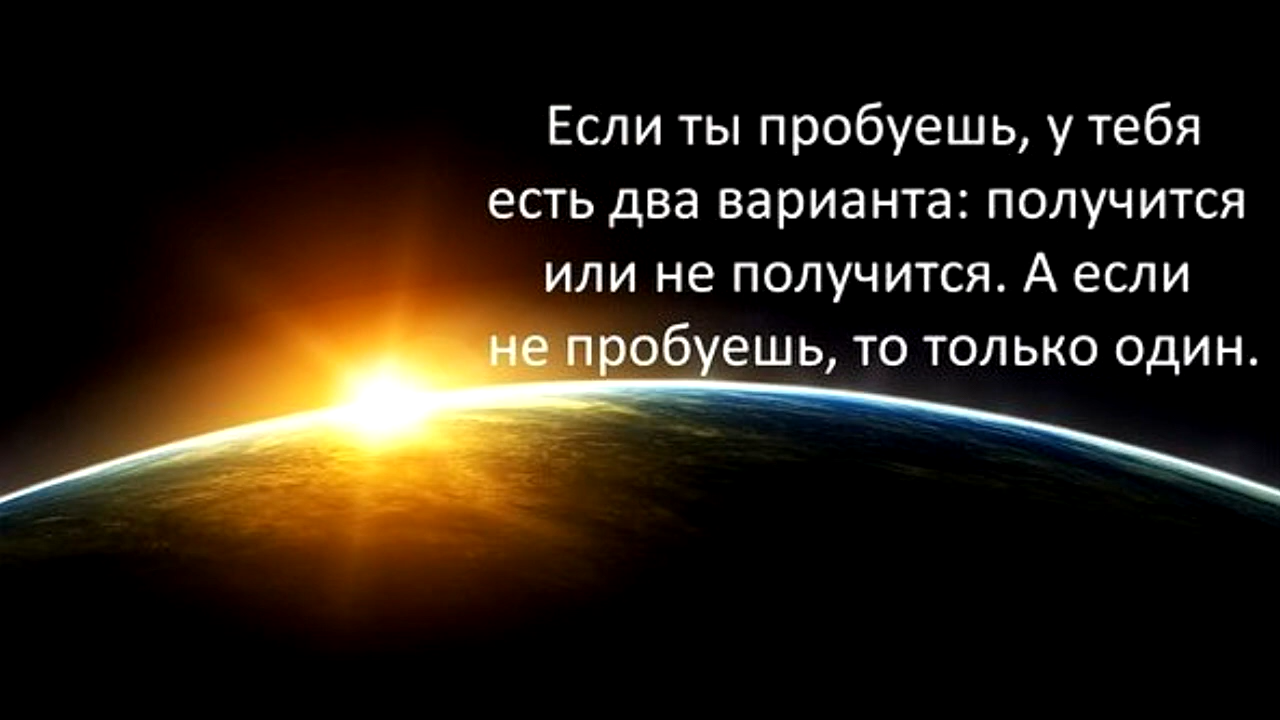 Если ты пробуешь, у тебя
есть два варианта: получится
или не получится. А если
не пробуешь, то только один.